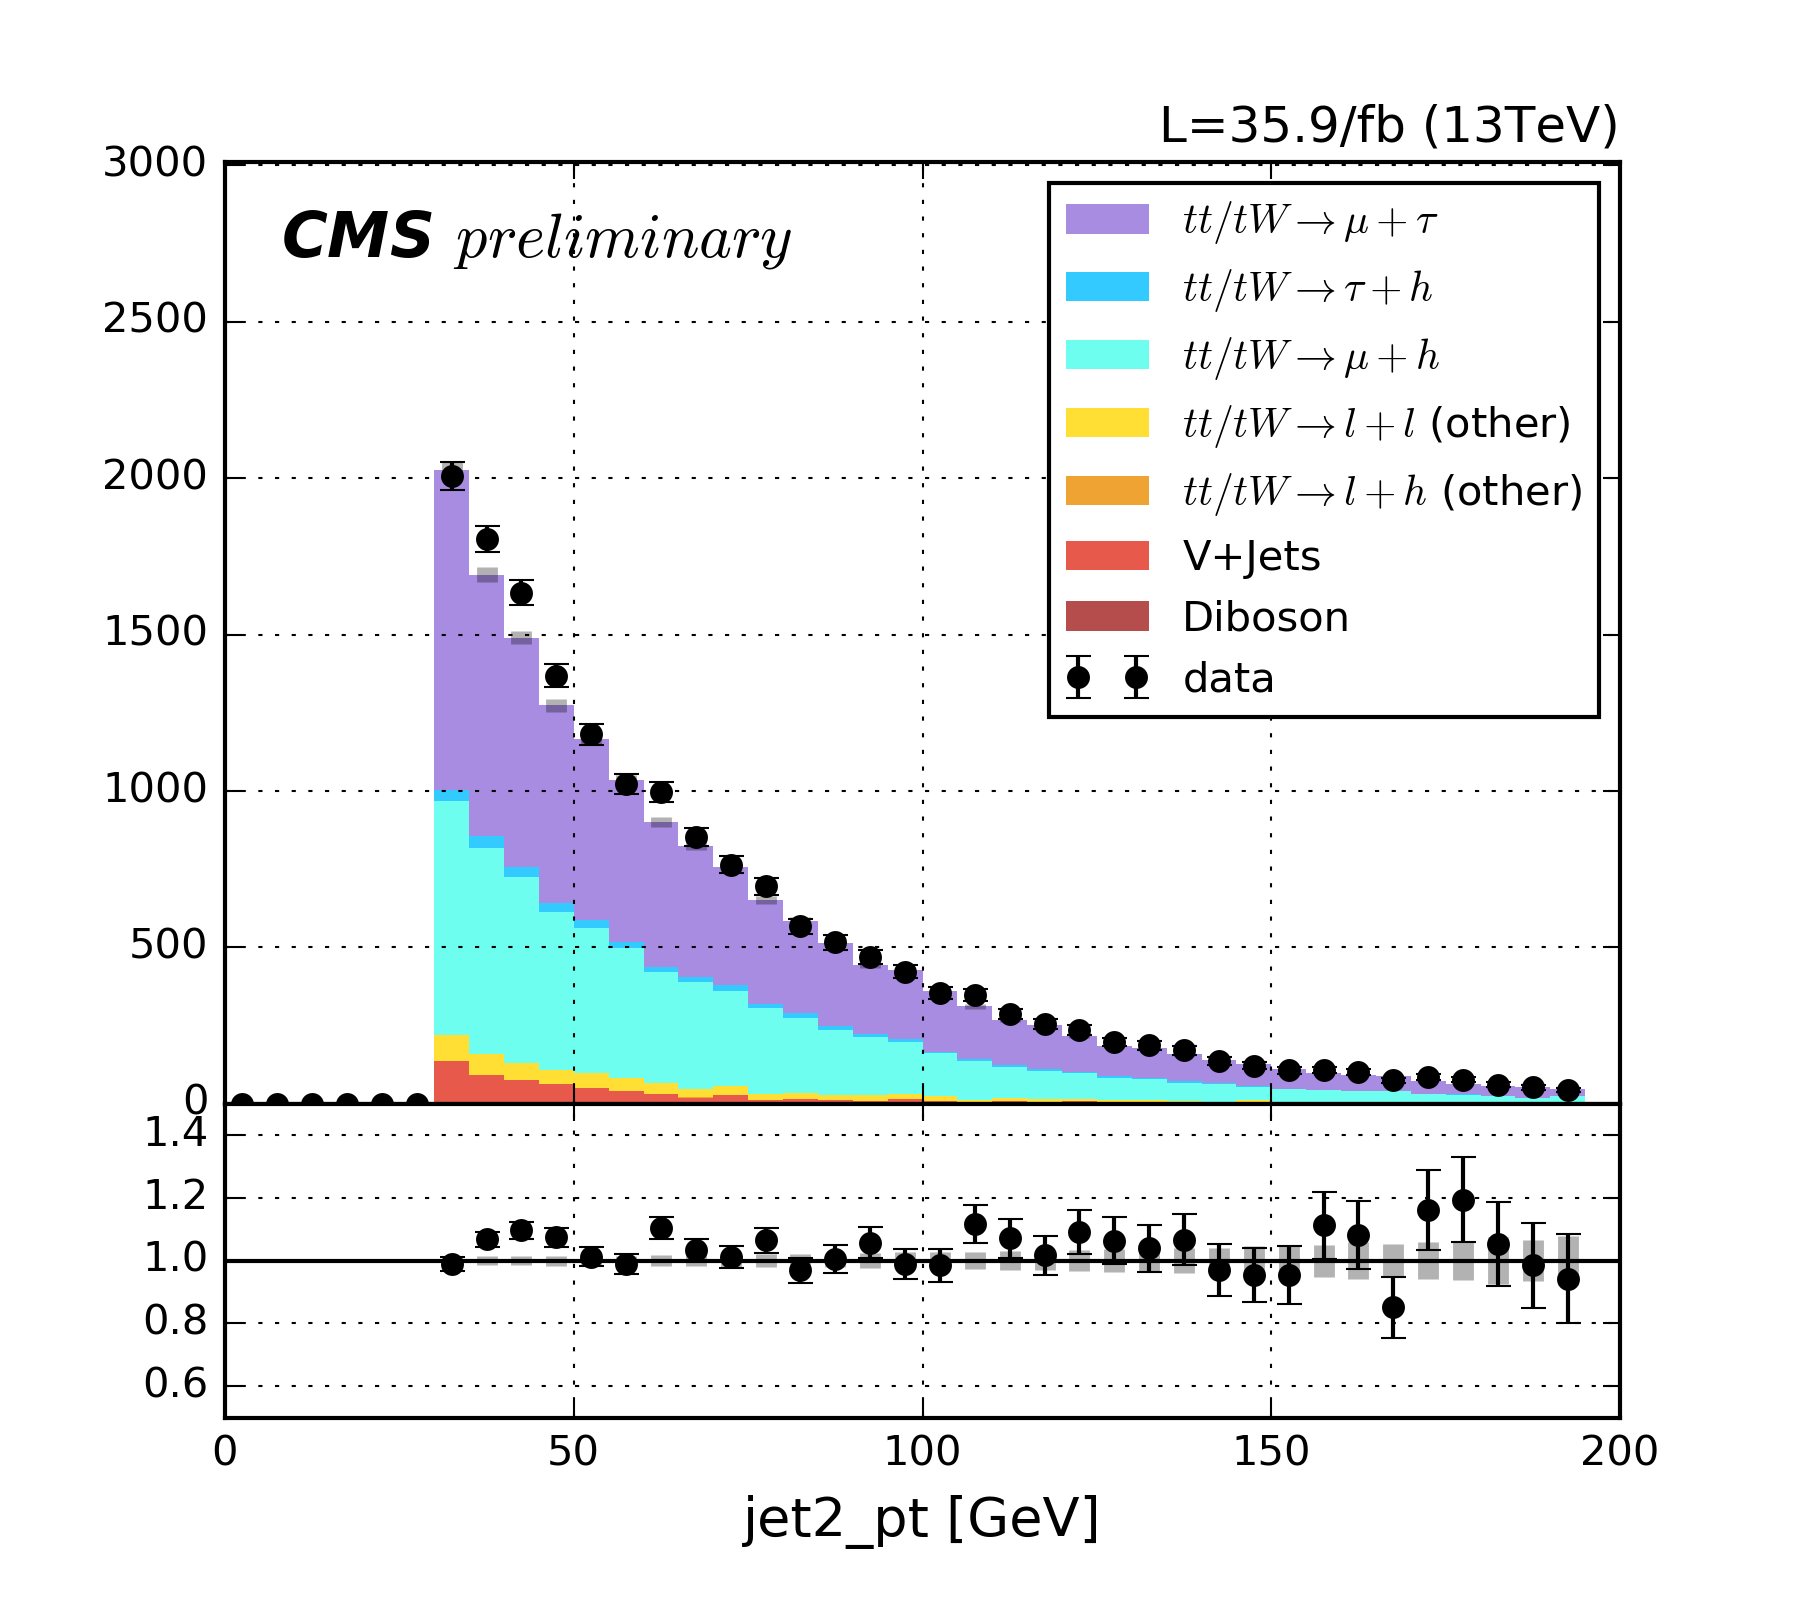 L=35.9/fb (13TeV)
3000
CMS preliminary
2500
2000
1500
1000
500
0
tt/tW→μ+τ
tt/tW→τ+h
tt/tW→μ+h
tt/tW→l+l (other)
tt/tW→l+h (other)
V+Jets
Diboson
data
1.4
1.2
1.0
0.8
0.6
0 50 100 150 200
jet2_pt [GeV]